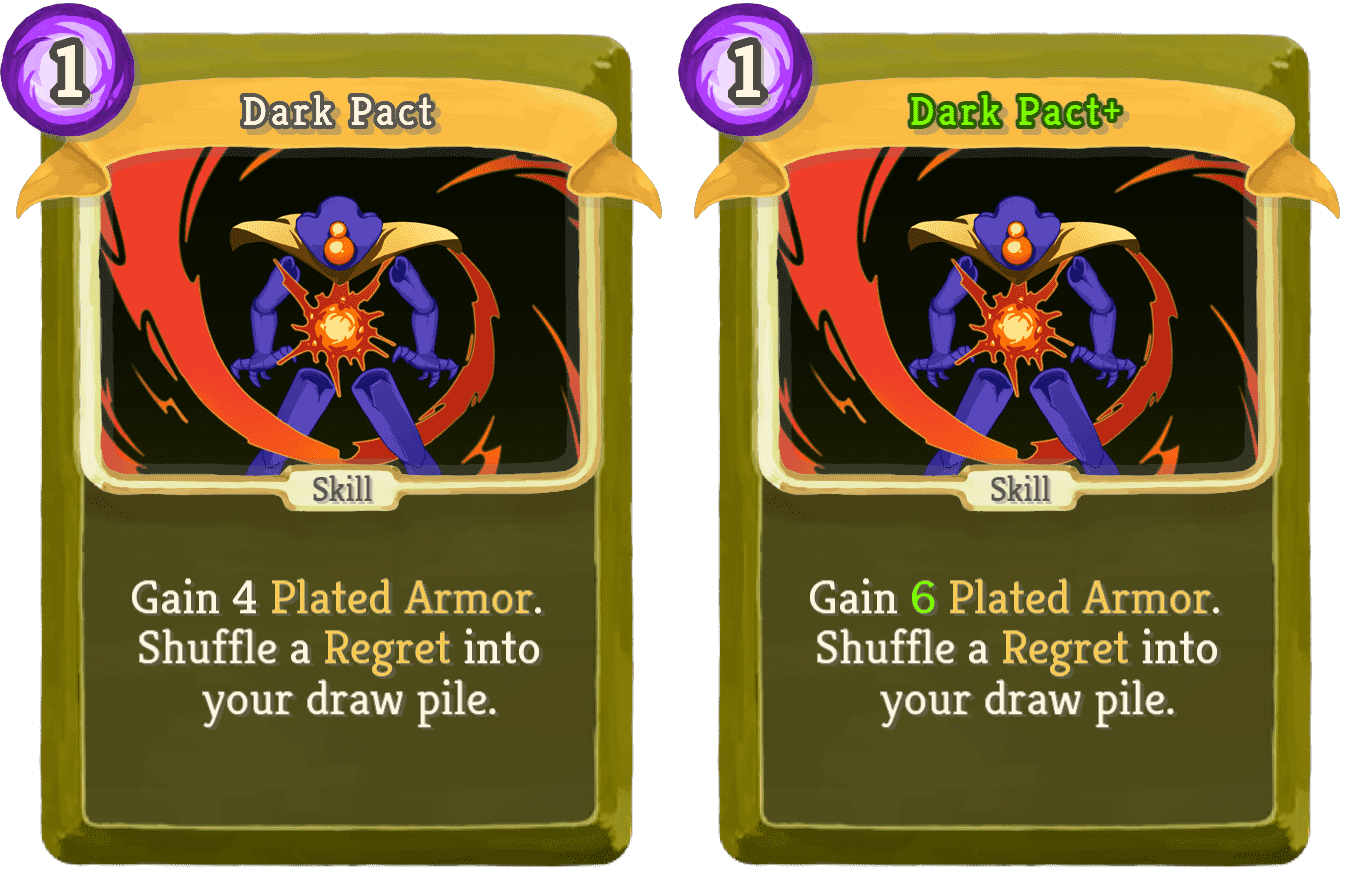 1
Dark Pact
Skill
Gain 4 Plated Armor.
Shuffle a Regret into
your draw pile.
1
Dark Pact+
Skill
Gain 6 Plated Armor.
Shuffle a Regret into
your draw pile.